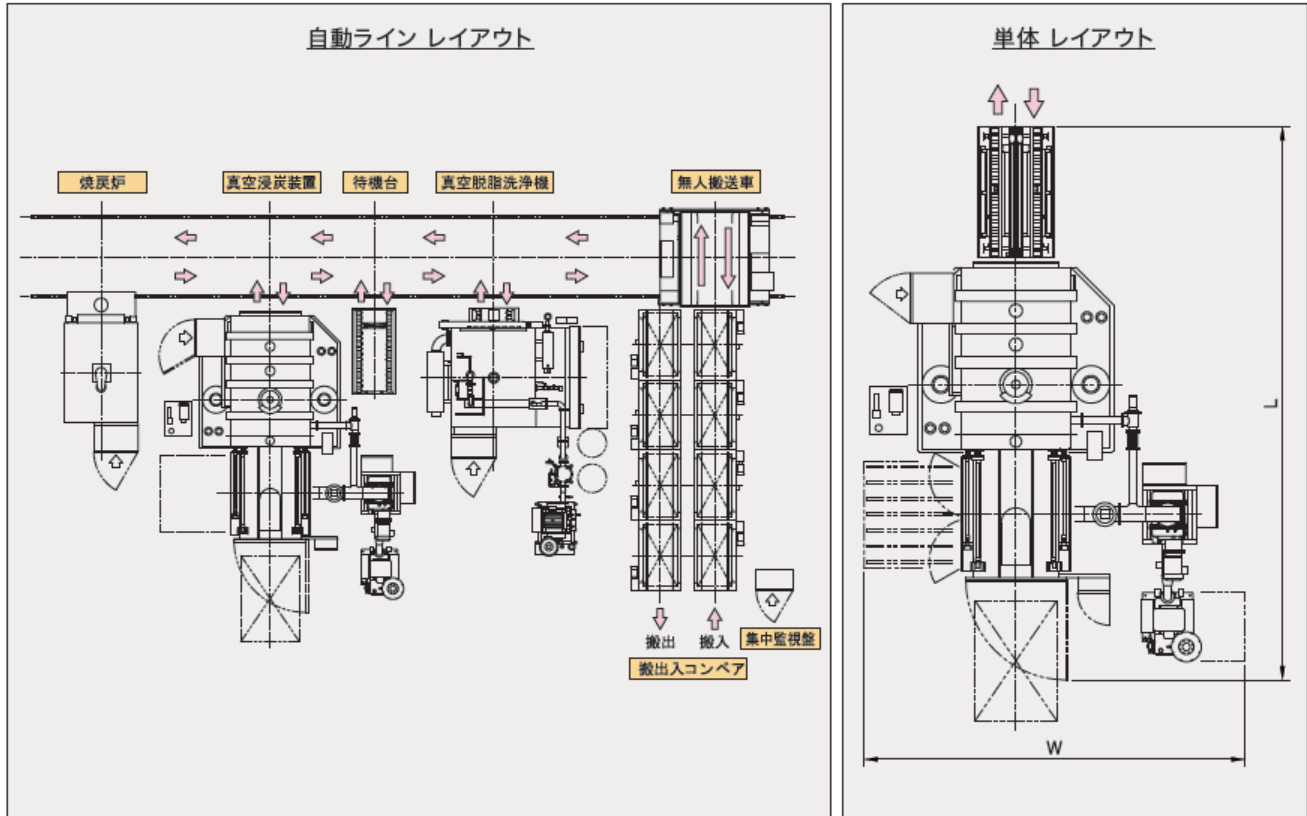 自動ライン レイアウト
焼戻炉
真空浸炭装置
待機台
真空脱脂洗浄機
無人搬送車
搬出
搬入
集中監視盤
搬出入コンベア
単体 レイアウト
L
W